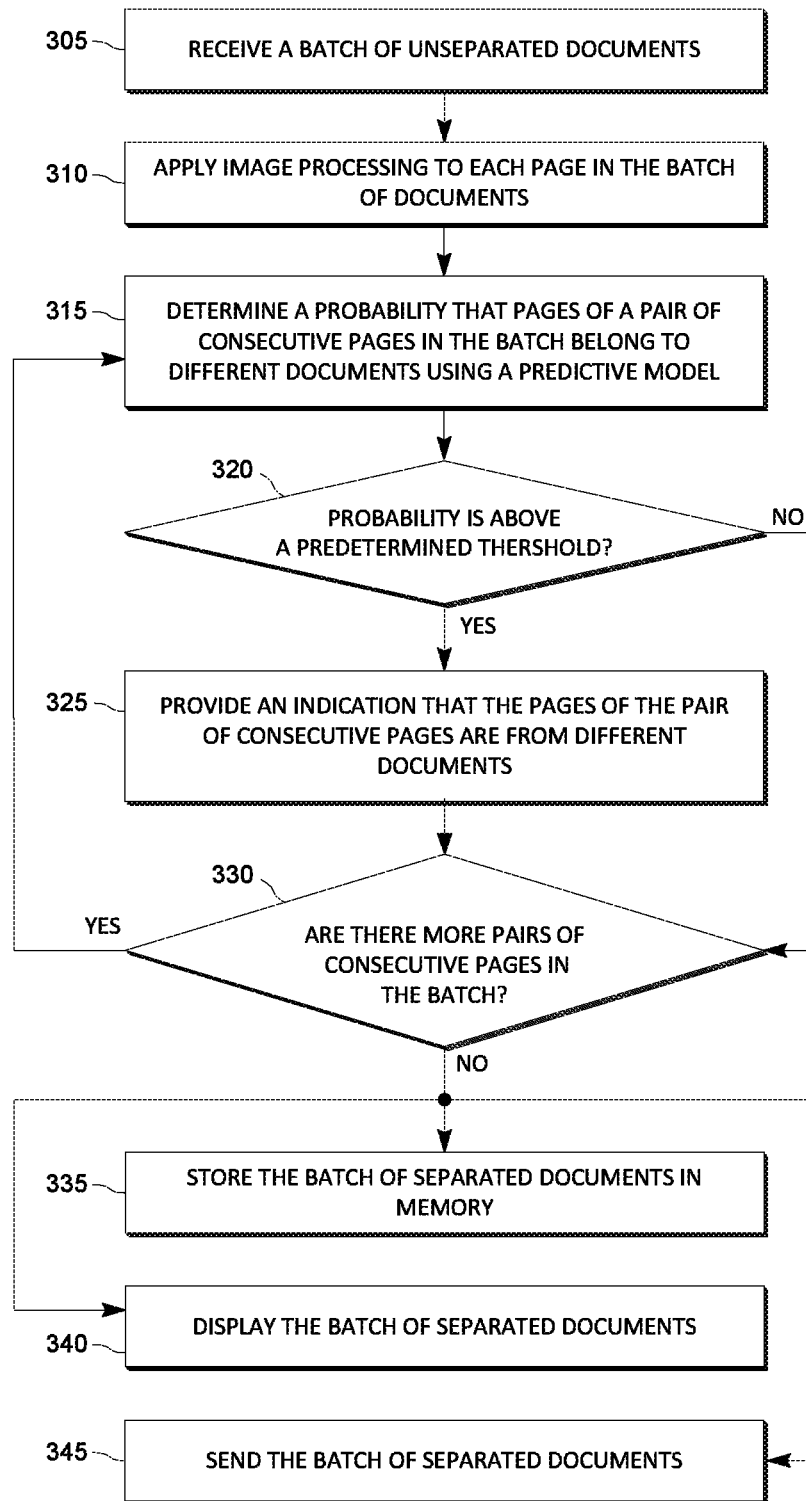 305
RECEIVE A BATCH OF UNSEPARATED DOCUMENTS
310
APPLY IMAGE PROCESSING TO EACH PAGE IN THE BATCH
OF DOCUMENTS
315
DETERMINE A PROBABILITY THAT PAGES OF A PAIR OF
CONSECUTIVE PAGES IN THE BATCH BELONG TO
DIFFERENT DOCUMENTS USING A PREDICTIVE MODEL
320
PROBABILITY IS ABOVE
A PREDETERMINED THERSHOLD?
NO
YES
325
PROVIDE AN INDICATION THAT THE PAGES OF THE PAIR
OF CONSECUTIVE PAGES ARE FROM DIFFERENT
DOCUMENTS
330
YES
ARE THERE MORE PAIRS OF
CONSECUTIVE PAGES IN
THE BATCH?
NO
335
STORE THE BATCH OF SEPARATED DOCUMENTS IN
MEMORY
340
DISPLAY THE BATCH OF SEPARATED DOCUMENTS
345
SEND THE BATCH OF SEPARATED DOCUMENTS